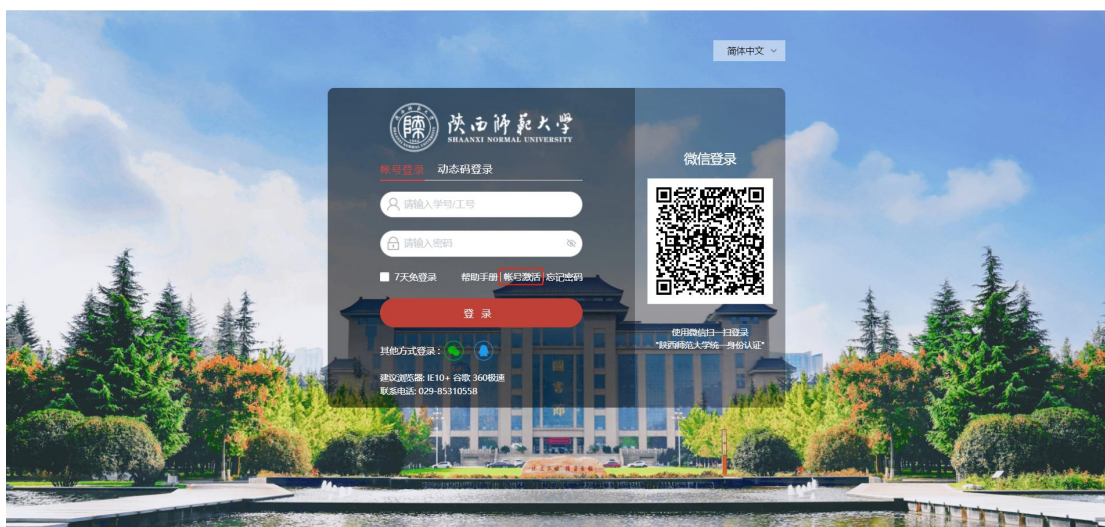 简体中文
陕西师范大学
SHAANXI NORMAL UNIVERSITY
帐号登录 动态码登录
请输入学号/工号
请输入密码
7天免登录 帮助手册 帐号激活 忘记密码
登 录
其他方式登录:
建议浏览器: IE10+ 谷歌 360极速
联系电话: 029-85310558
微信登录
使用微信扫一扫登录
"陕西师范大学统一身份认证"